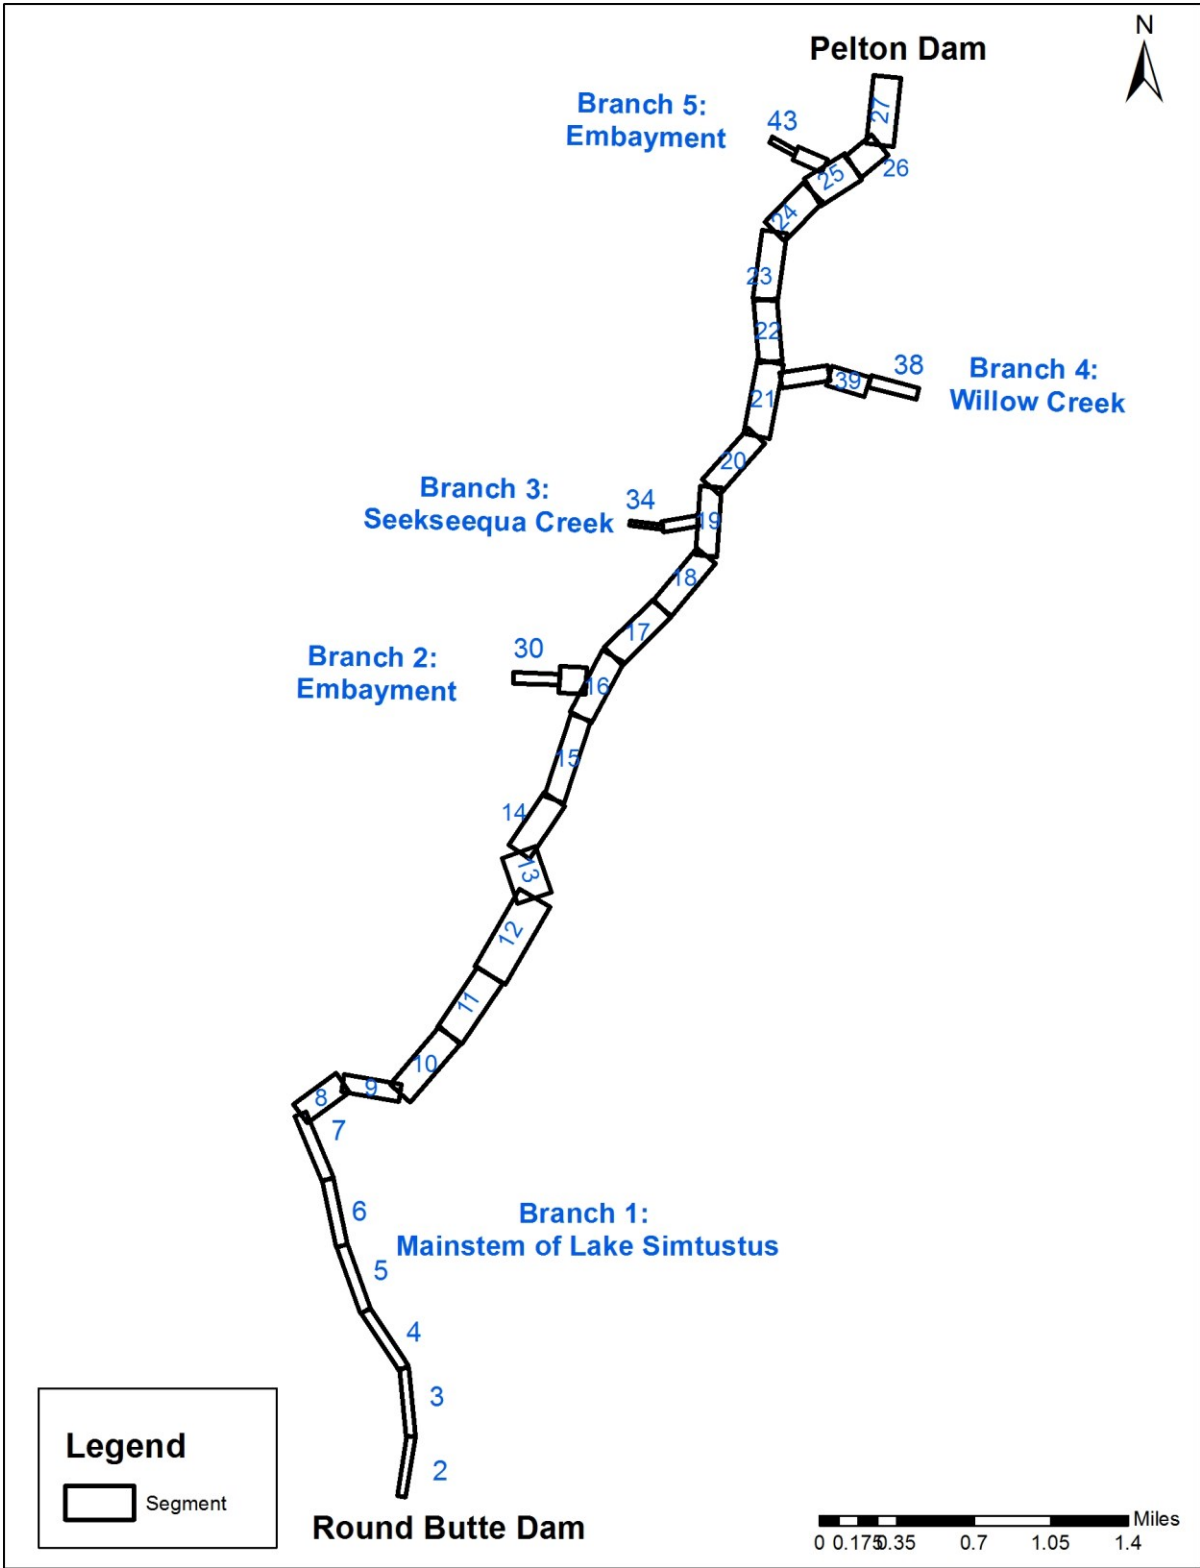 N
Pelton Dam
27
Branch 5:
Embayment
43
26
25
24
23
22
38
39
Branch 4:
Willow Creek
21
20
Branch 3:
Seekseequa Creek
34
19
18
17
Branch 2:
Embayment
30
16
15
14
13
12
11
10
9
8
7
6
Branch 1:
Mainstem of Lake Simtustus
5
4
3
2
Legend
Segment
Round Butte Dam
Miles
0 0.175 0.35 0.7 1.05 1.4